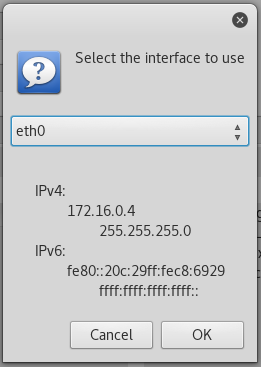 Select the interface to use
eth0
IPv4:
172.16.0.4
255.255.255.0
IPv6:
fe80::20c:29ff:fec8:6929
ffff:ffff:ffff:ffff::
Cancel
OK